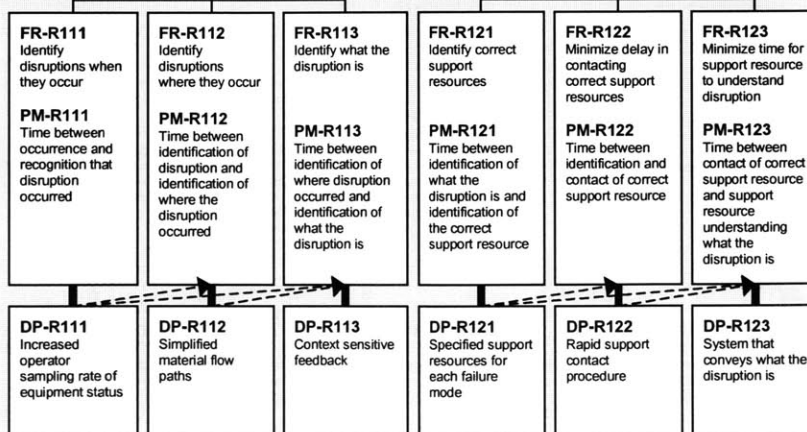 FR-R111
Identify
disruptions when
they occur
PM-R111
Time between
occurrence and
recognition that
disruption
occurred
FR-R112
Identify
disruptions
where they occur
PM-R112
Time between
identification of
disruption and
identification of
where the
disruption
occurred
FR-R113
Identify what the
disruption is
PM-R113
Time between
identification of
where disruption
occurred and
identification of
what the
disruption is
FR-R121
Identify correct
support
resources
PM-R121
Time between
identification of
what the
disruption is and
identification of
the correct
support resource
FR-R122
Minimize delay in
contacting
correct support
resources
PM-R122
Time between
identification and
contact of correct
support resource
FR-R123
Minimize time for
support resource
to understand
disruption
PM-R123
Time between
contact of correct
support resource
and support
resource
understanding
what the
disruption is
DP-R111
Increased
operator
sampling rate of
equipment status
DP-R112
Simplified
material flow
paths
DP-R113
Context sensitive
feedback
DP-R121
Specified support
resources for
each failure
mode
DP-R122
Rapid support
contact
procedure
DP-R123
System that
conveys what the
disruption is